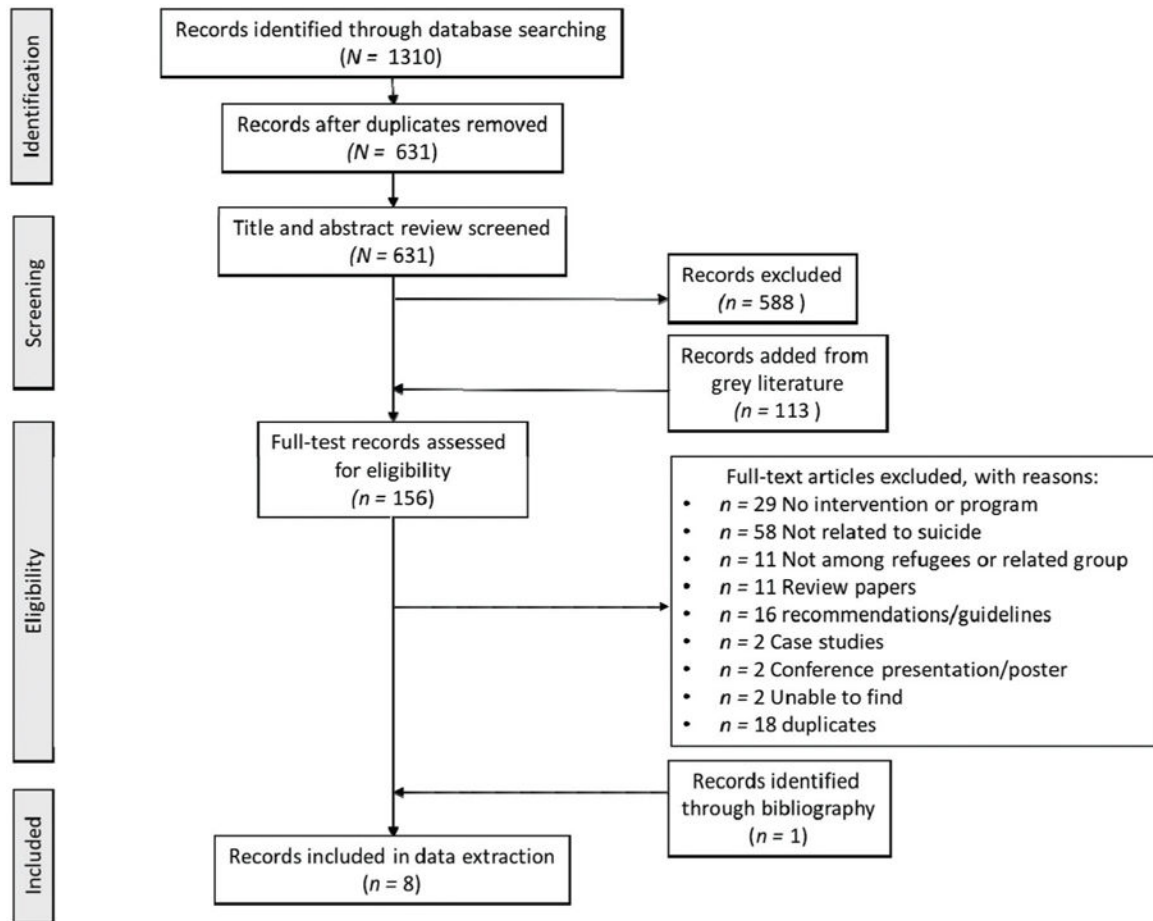 Identification
Records identified through database searching
(N = 1310)
Records after duplicates removed
(N = 631)
Screening
Title and abstract review screened
(N = 631)
Records excluded
(n = 588 )
Records added from
grey literature
(n = 113 )
Eligibility
Full-test records assessed
for eligibility
(n = 156)
Full-text articles excluded, with reasons:
• n = 29 No intervention or program
• n = 58 Not related to suicide
• n = 11 Not among refugees or related group
• n = 11 Review papers
• n = 16 recommendations/guidelines
• n = 2 Case studies
• n = 2 Conference presentation/poster
• n = 2 Unable to find
• n = 18 duplicates
Included
Records identified
through bibliography
(n = 1)
Records included in data extraction
(n = 8)